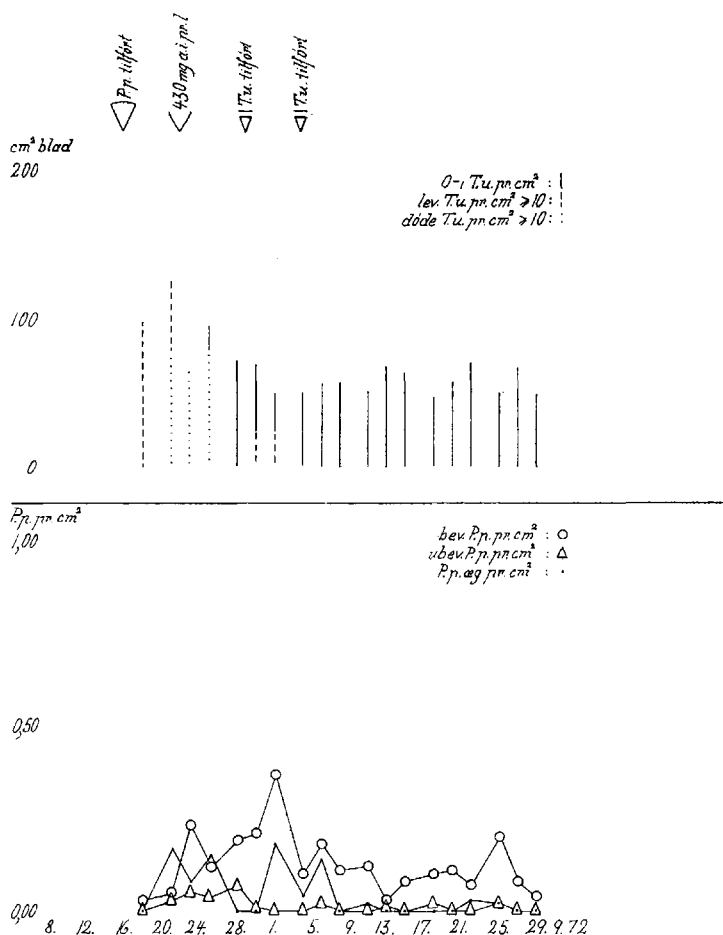 P.p. tilført
430 mg a.i. pr. l
T.u. tilført
T.u. tilført
cm² blad
200
0-1 T.u. pr. cm² :
lev. T.u. pr. cm² ⩾ 10 :
døde T.u. pr. cm² ⩾ 10 :
100
0
P.p. pr. cm²
1,00
bev. P.p. pr. cm² :
ubev. P.p. pr. cm² :
P.p. æg pr. cm² :
0,50
0,00
8. 12. 16. 20. 24. 28. 1. 5. 9. 13. 17. 21. 25. 29. 9. 72